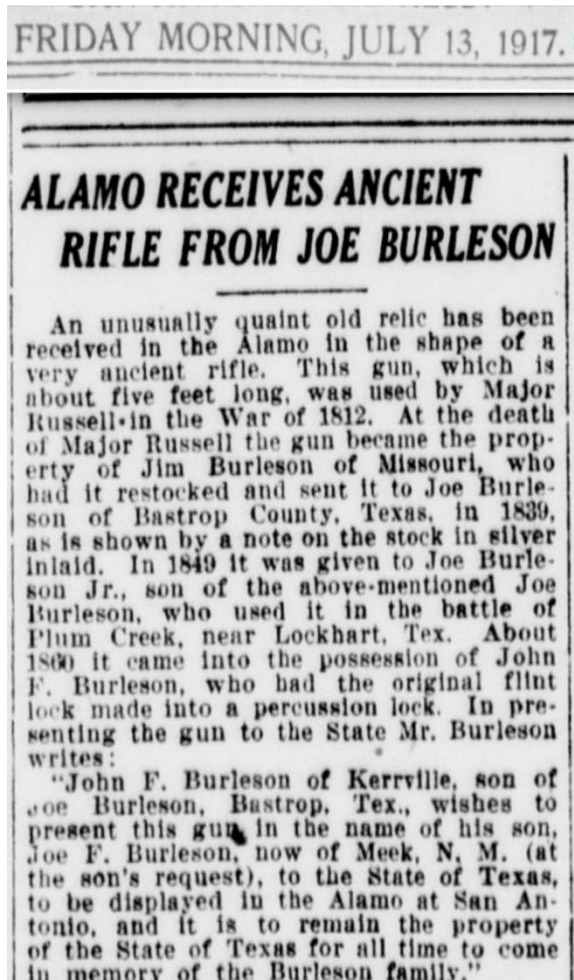 FRIDAY MORNING, JULY 13, 1917.
ALAMO RECEIVES ANCIENT
RIFLE FROM JOE BURLESON
An unusually quaint old relic has been
received in the Alamo in the shape of a
very ancient rifle. This gun, which is
about five feet long, was used by Major
Russell in the War of 1812. At the death
of Major Russell the gun became the prop-
erty of Jim Burleson of Missouri, who
had it restocked and sent it to Joe Burle-
son of Bastrop County, Texas, in 1839,
as is shown by a note on the stock in silver
inlaid. In 1849 it was given to Joe Burle-
son Jr., son of the above-mentioned Joe
Burleson, who used it in the battle of
Plum Creek, near Lockhart, Tex. About
1860 it came into the possession of John
F. Burleson, who had the original flint
lock made into a percussion lock. In pre-
senting the gun to the State Mr. Burleson
writes:
"John F. Burleson of Kerrville, son of
Joe Burleson, Bastrop, Tex., wishes to
present this gun in the name of his son,
Joe F. Burleson, now of Meek, N. M. (at
the son's request), to the State of Texas,
to be displayed in the Alamo at San An-
tonio, and it is to remain the property
of the State of Texas for all time to come
in memory of the Burleson family."